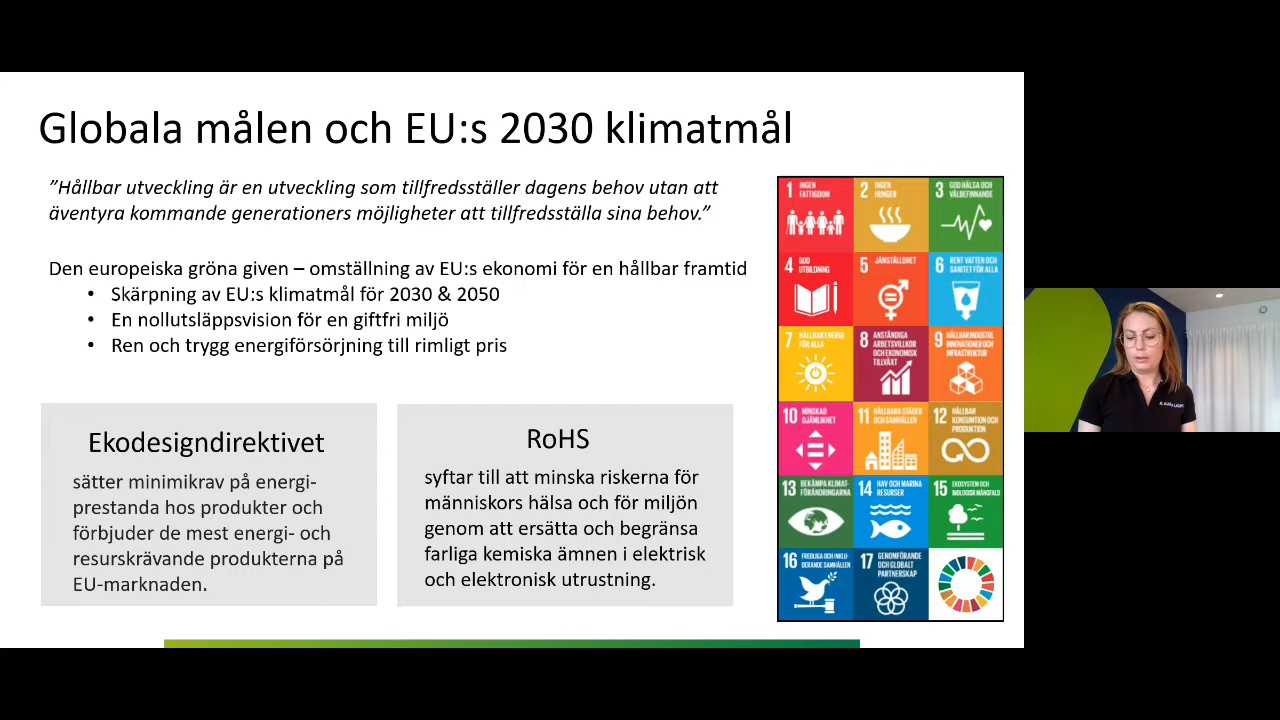 Globala målen och EU:s 2030 klimatmål
”Hållbar utveckling är en utveckling som tillfredsställer dagens behov utan att
äventyra kommande generationers möjligheter att tillfredsställa sina behov.”
Den europeiska gröna given – omställning av EU:s ekonomi för en hållbar framtid
• Skärpning av EU:s klimatmål för 2030 & 2050
• En nollutsläppsvision för en giftfri miljö
• Ren och trygg energiförsörjning till rimligt pris
Ekodesigndirektivet
sätter minimikrav på energi-
prestanda hos produkter och
förbjuder de mest energi- och
resurskrävande produkterna på
EU-marknaden.
RoHS
syftar till att minska riskerna för
människors hälsa och för miljön
genom att ersätta och begränsa
farliga kemiska ämnen i elektrisk
och elektronisk utrustning.
1 INGEN
FATTIGDOM
2 INGEN
HUNGER
3 GOD HÄLSA OCH
VÄLBEFINNANDE
4 GOD
UTBILDNING
5 JÄMSTÄLLDHET
6 RENT VATTEN OCH
SANITET FÖR ALLA
7 HÅLLBAR ENERGI
FÖR ALLA
8 ANSTÄNDIGA
ARBETSVILLKOR
OCH EKONOMISK
TILLVÄXT
9 HÅLLBAR INDUSTRI,
INNOVATIONER OCH
INFRASTRUKTUR
10 MINSKAD
OJÄMLIKHET
11 HÅLLBARA STÄDER
OCH SAMHÄLLEN
12 HÅLLBAR
KONSUMTION OCH
PRODUKTION
13 BEKÄMPA KLIMAT-
FÖRÄNDRINGARNA
14 HAV OCH MARINA
RESURSER
15 EKOSYSTEM OCH
BIOLOGISK MÅNGFALD
16 FREDLIGA OCH INKLU-
DERANDE SAMHÄLLEN
17 GENOMFÖRANDE
OCH GLOBALT
PARTNERSKAP